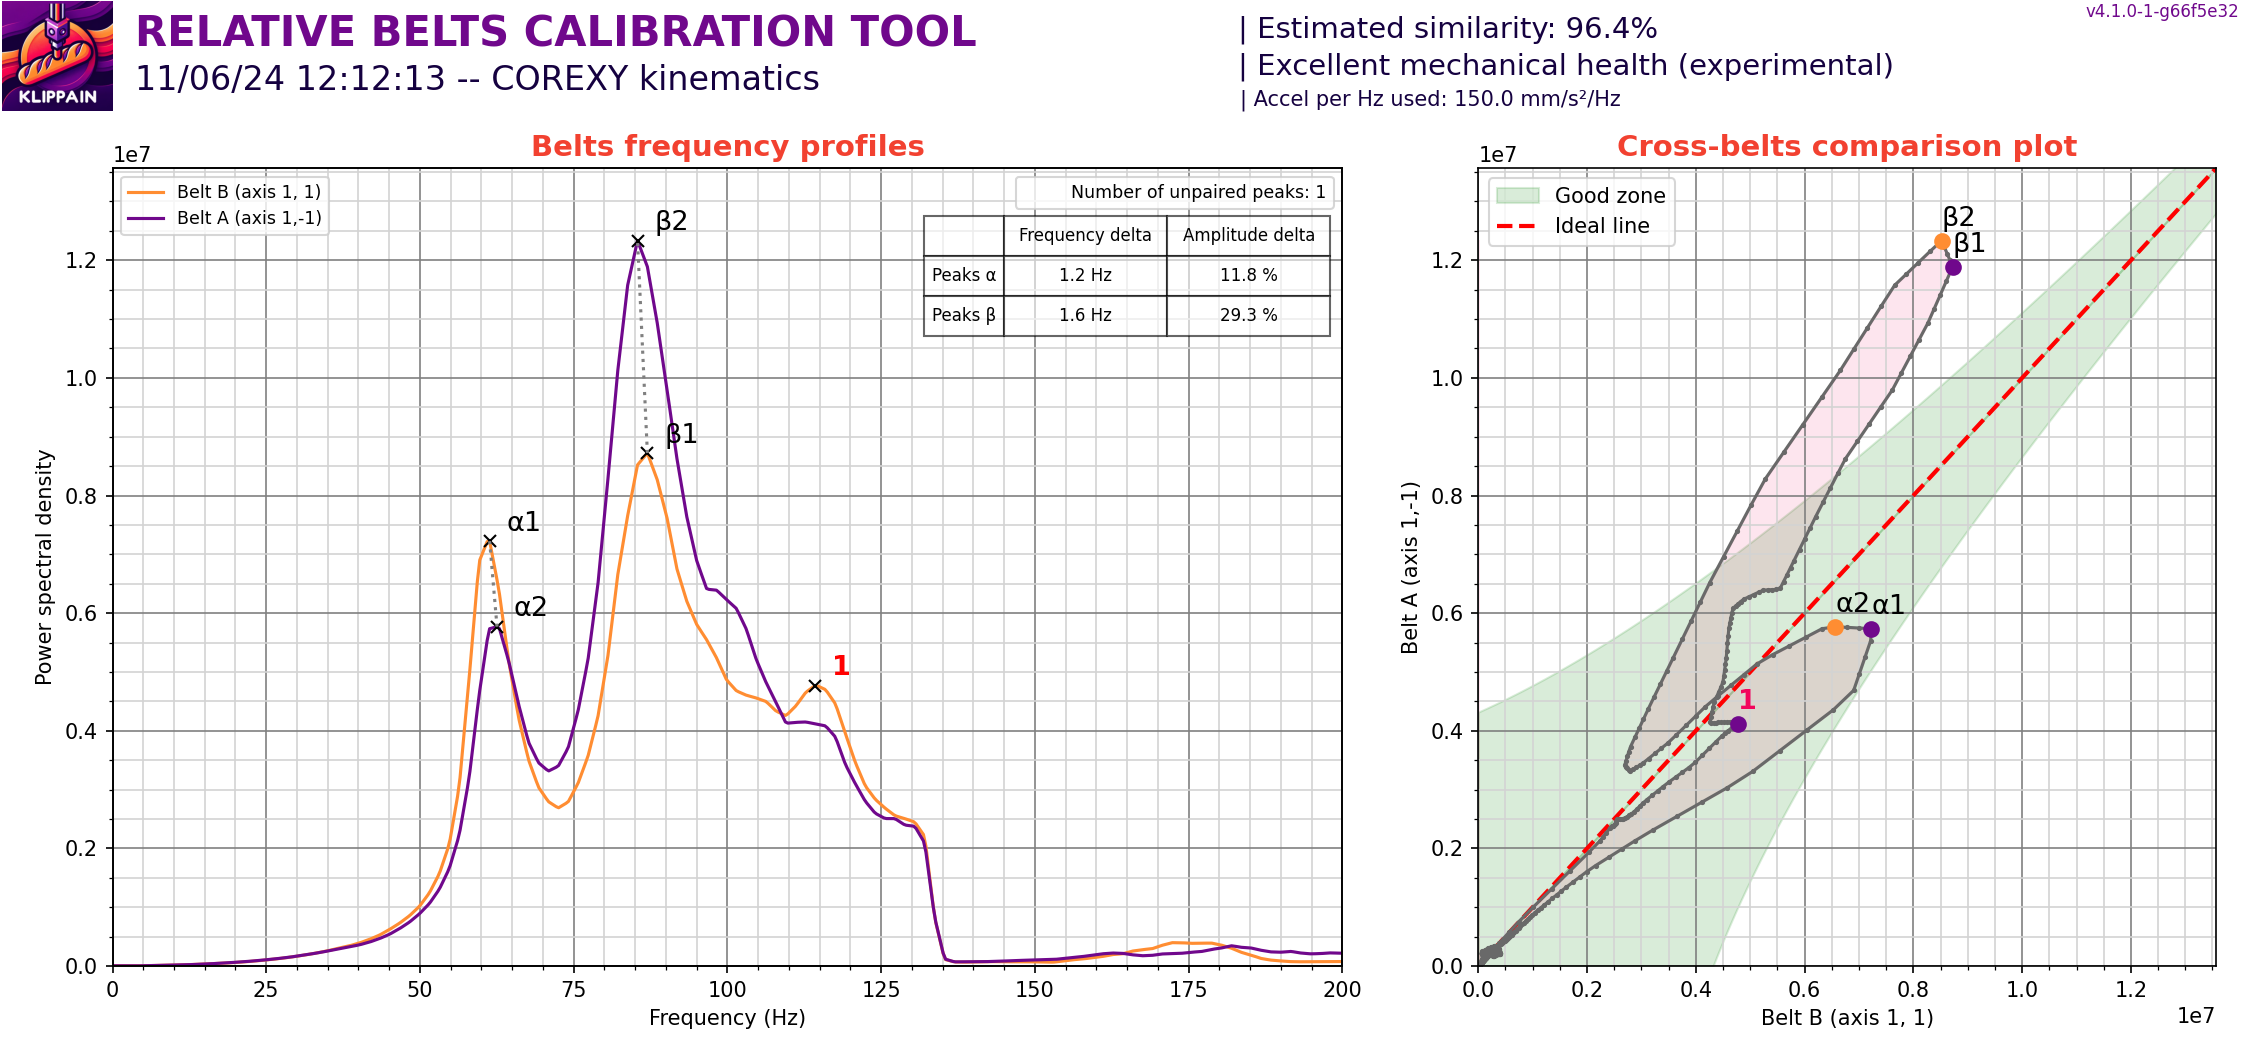 KLIPPAIN
RELATIVE BELTS CALIBRATION TOOL
11/06/24 12:12:13 -- COREXY kinematics
| Estimated similarity: 96.4%
| Excellent mechanical health (experimental)
| Accel per Hz used: 150.0 mm/s²/Hz
v4.1.0-1-g66f5e32
Belts frequency profiles
1e7
Belt B (axis 1, 1)
Belt A (axis 1,-1)
Number of unpaired peaks: 1
Frequency delta Amplitude delta
Peaks α 1.2 Hz 11.8 %
Peaks β 1.6 Hz 29.3 %
β2
β1
α1
α2
1
Power spectral density
1.2
1.0
0.8
0.6
0.4
0.2
0.0
0 25 50 75 100 125 150 175 200
Frequency (Hz)
Cross-belts comparison plot
1e7
Good zone
Ideal line
β2
β1
α2 α1
1
Belt A (axis 1,-1)
1.2
1.0
0.8
0.6
0.4
0.2
0.0
0.0 0.2 0.4 0.6 0.8 1.0 1.2
Belt B (axis 1, 1)
1e7